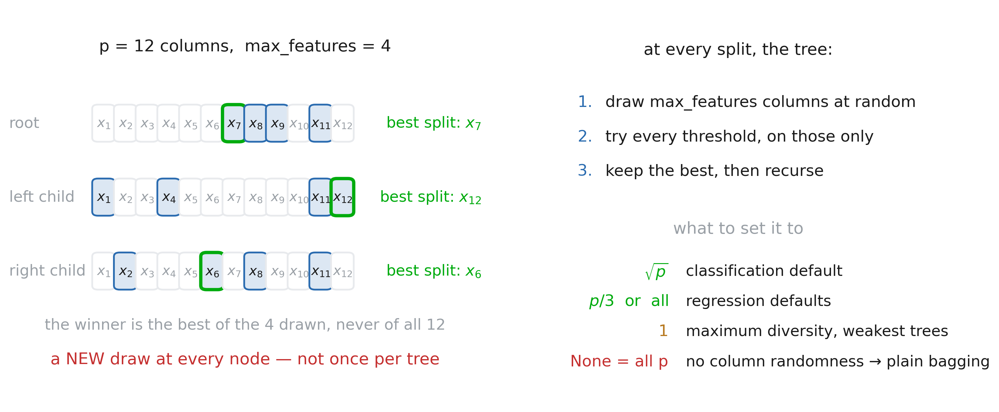 p = 12 columns,  max_features = 4
root x₁ x₂ x₃ x₄ x₅ x₆ x₇ x₈ x₉ x₁₀ x₁₁ x₁₂ best split: x₇
left child x₁ x₂ x₃ x₄ x₅ x₆ x₇ x₈ x₉ x₁₀ x₁₁ x₁₂ best split: x₁₂
right child x₁ x₂ x₃ x₄ x₅ x₆ x₇ x₈ x₉ x₁₀ x₁₁ x₁₂ best split: x₆
the winner is the best of the 4 drawn, never of all 12
a NEW draw at every node — not once per tree
at every split, the tree:
1. draw max_features columns at random
2. try every threshold, on those only
3. keep the best, then recurse
what to set it to
√p classification default
p/3 or all regression defaults
1 maximum diversity, weakest trees
None = all p no column randomness → plain bagging